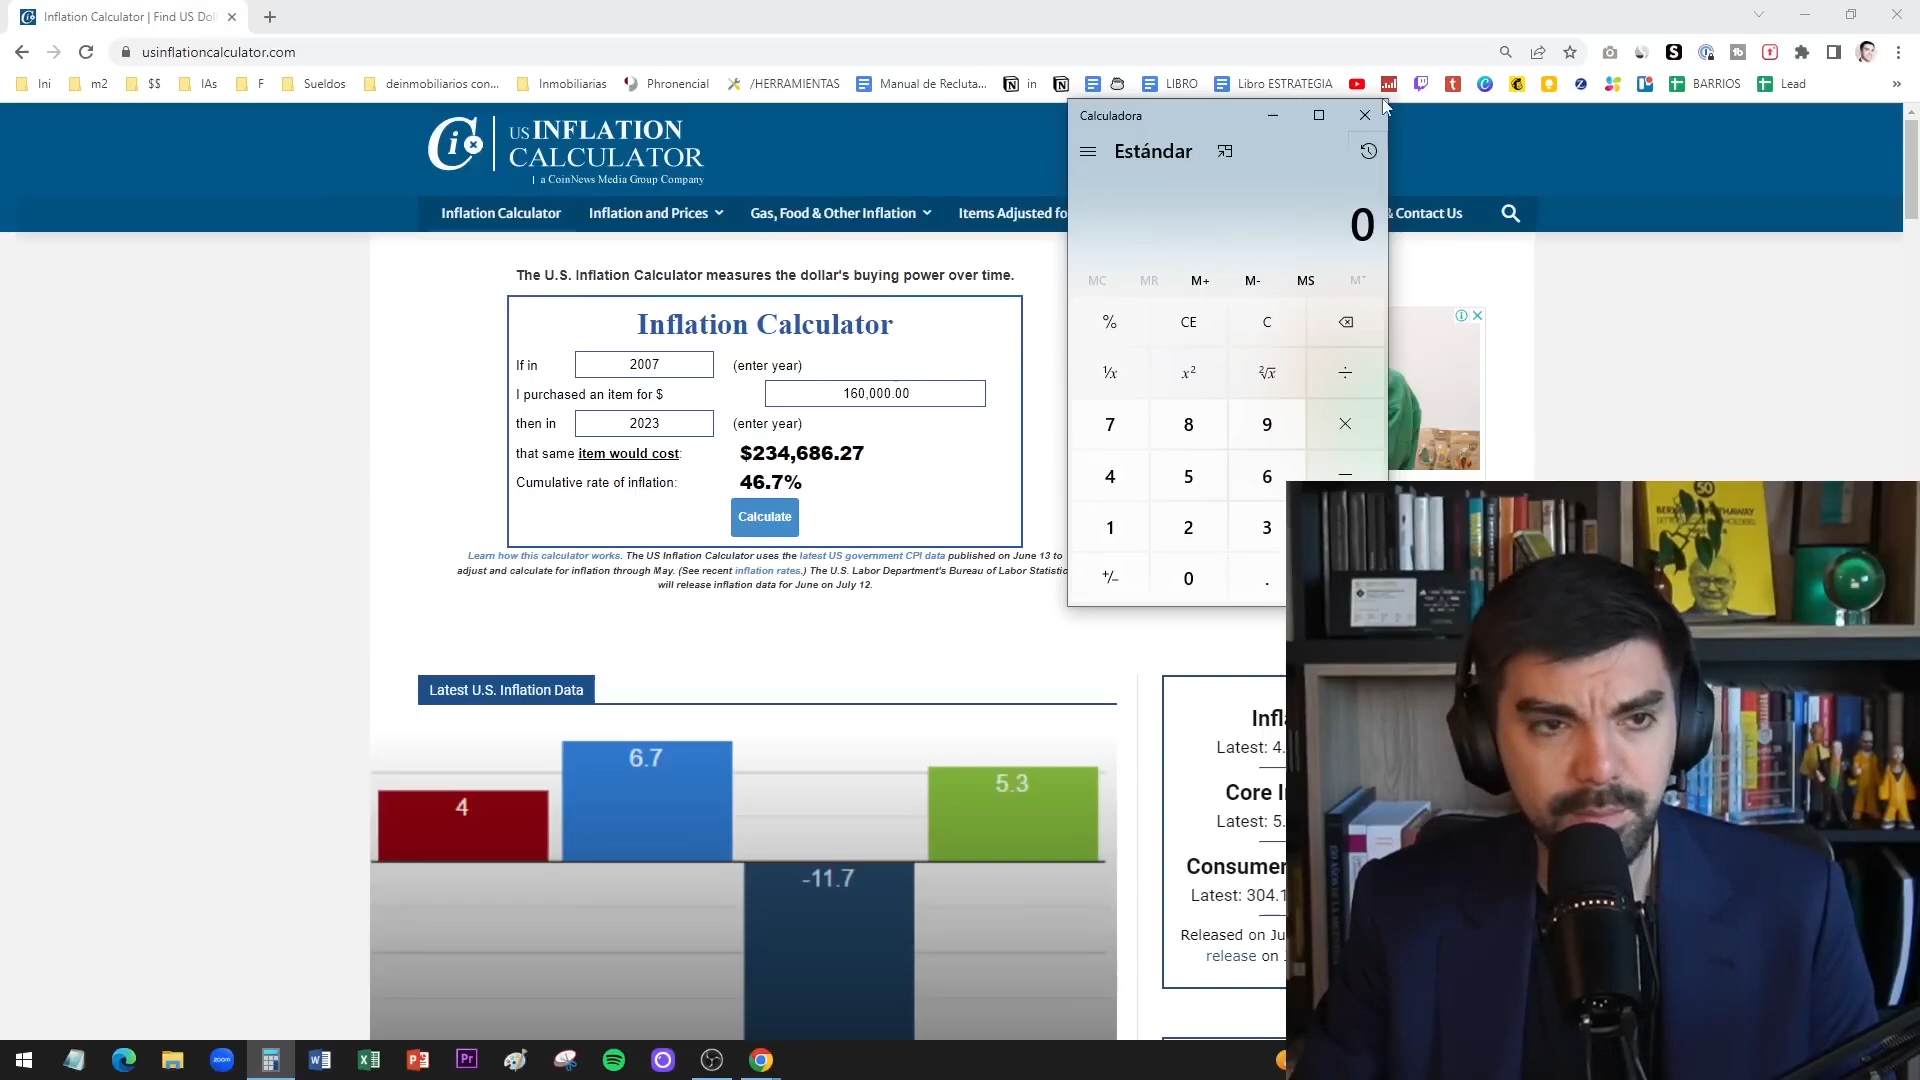 Inflation Calculator | Find US Dol
usinflationcalculator.com
Ini
m2
$$
IAs
F
Sueldos
deinmobiliarios con...
Inmobiliarias
Phronencial
/HERRAMIENTAS
Manual de Recluta...
in
LIBRO
Libro ESTRATEGIA
BARRIOS
Lead
US INFLATION
CALCULATOR
a CoinNews Media Group Company
Inflation Calculator
Inflation and Prices
Gas, Food & Other Inflation
Items Adjusted fo
& Contact Us
The U.S. Inflation Calculator measures the dollar's buying power over time.
Inflation Calculator
If in 2007 (enter year)
I purchased an item for $ 160,000.00
then in 2023 (enter year)
that same item would cost: $234,686.27
Cumulative rate of inflation: 46.7%
Calculate
Learn how this calculator works. The US Inflation Calculator uses the latest US government CPI data published on June 13 to
adjust and calculate for inflation through May. (See recent inflation rates.) The U.S. Labor Department's Bureau of Labor Statistic
will release inflation data for June on July 12.
Calculadora
Estándar
0
MC MR M+ M- MS M˅
% CE C
¹/x x² ²√x ÷
7 8 9 ×
4 5 6 −
1 2 3
+/− 0 .
Latest U.S. Inflation Data
4
6.7
-11.7
5.3
Infla
Latest: 4.
Core I
Latest: 5.
Consumer
Latest: 304.1
Released on Ju
release on J
50
zoom
Pr